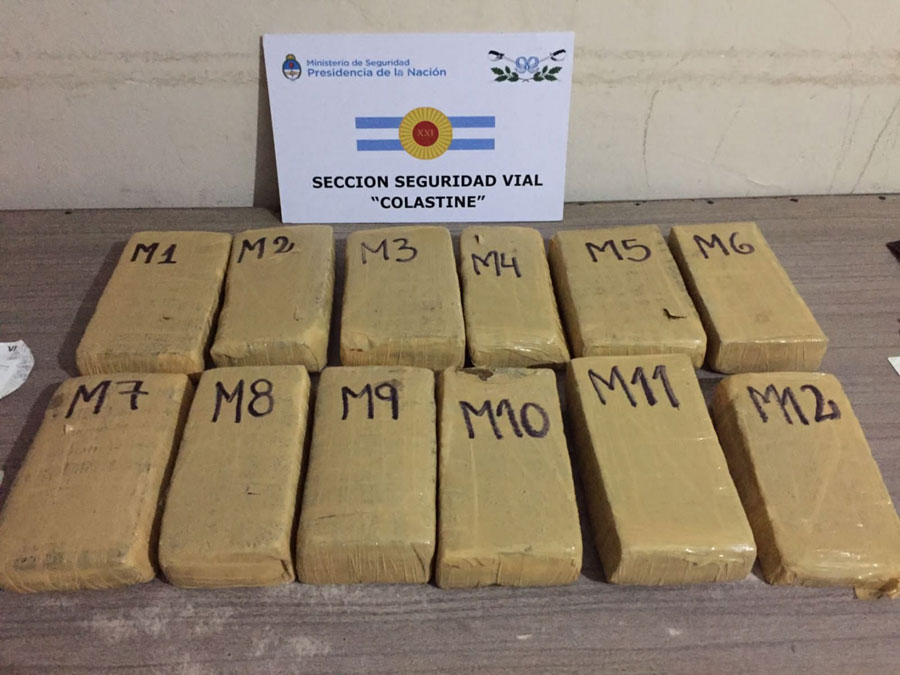 Ministerio de Seguridad
Presidencia de la Nación
XXI
SECCION SEGURIDAD VIAL
"COLASTINE"
M1
M2
M3
M4
M5
M6
M7
M8
M9
M10
M11
M12